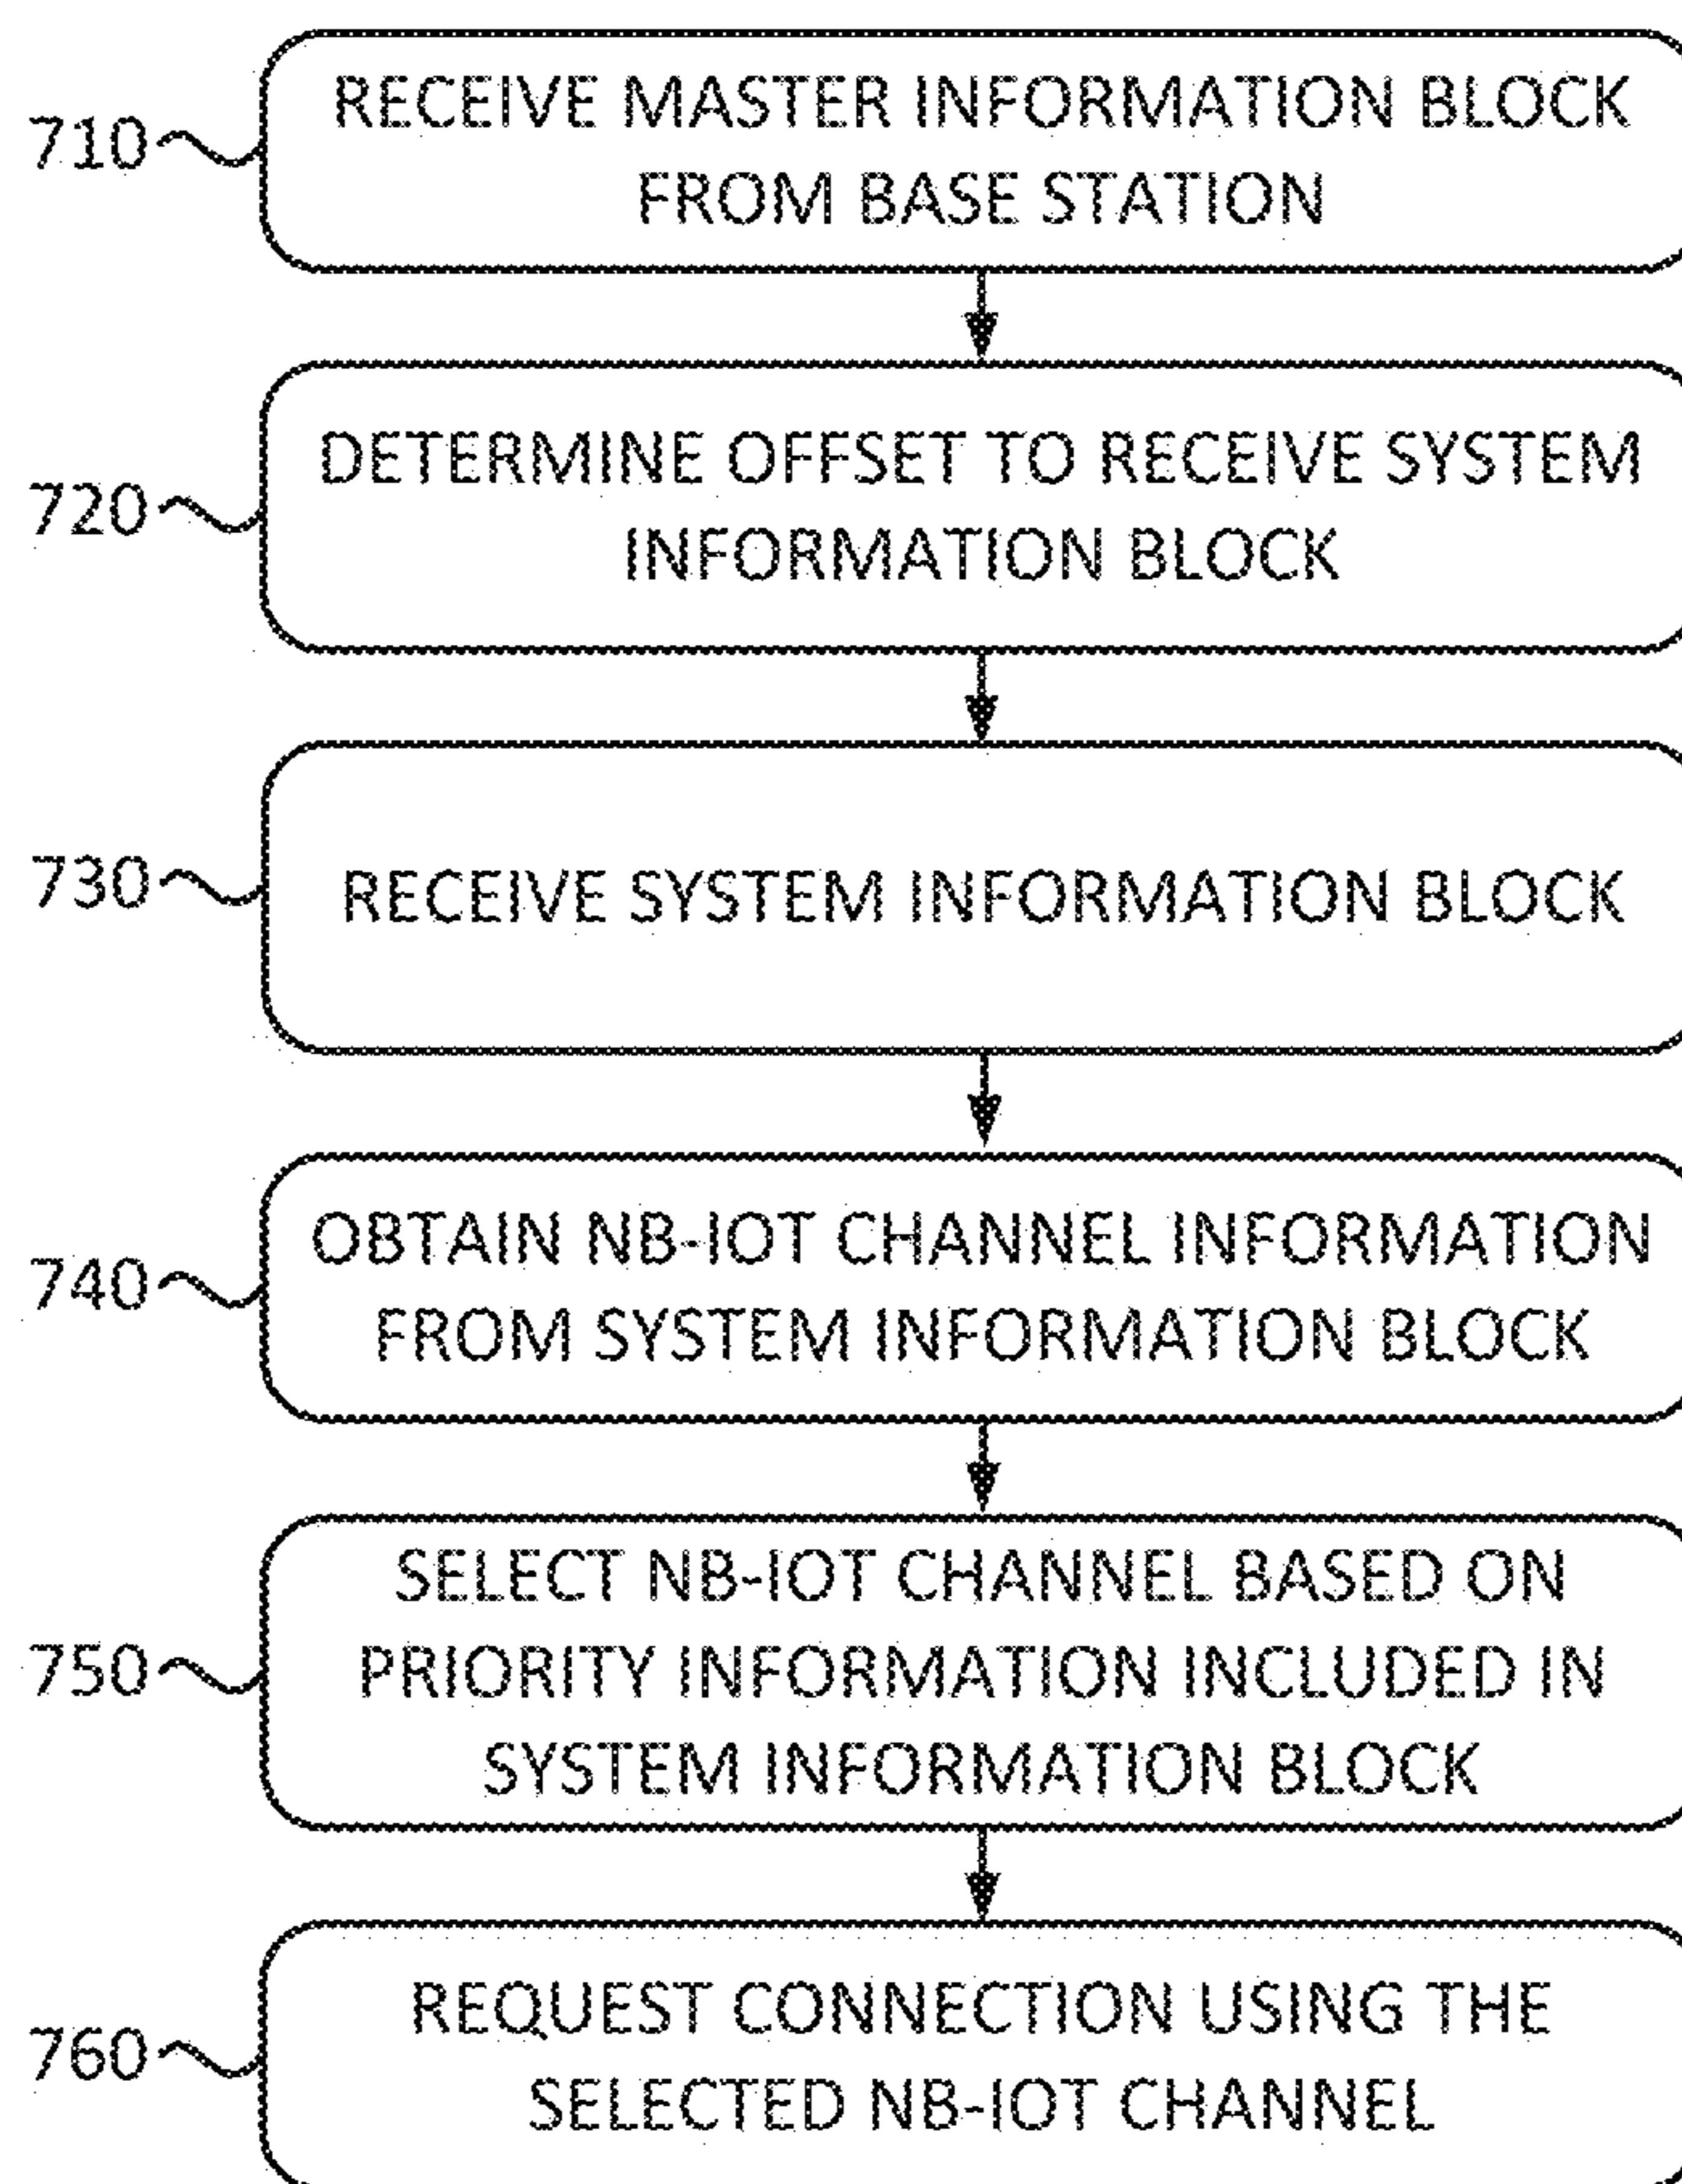 710
RECEIVE MASTER INFORMATION BLOCK
FROM BASE STATION
720
DETERMINE OFFSET TO RECEIVE SYSTEM
INFORMATION BLOCK
730
RECEIVE SYSTEM INFORMATION BLOCK
740
OBTAIN NB-IOT CHANNEL INFORMATION
FROM SYSTEM INFORMATION BLOCK
750
SELECT NB-IOT CHANNEL BASED ON
PRIORITY INFORMATION INCLUDED IN
SYSTEM INFORMATION BLOCK
760
REQUEST CONNECTION USING THE
SELECTED NB-IOT CHANNEL